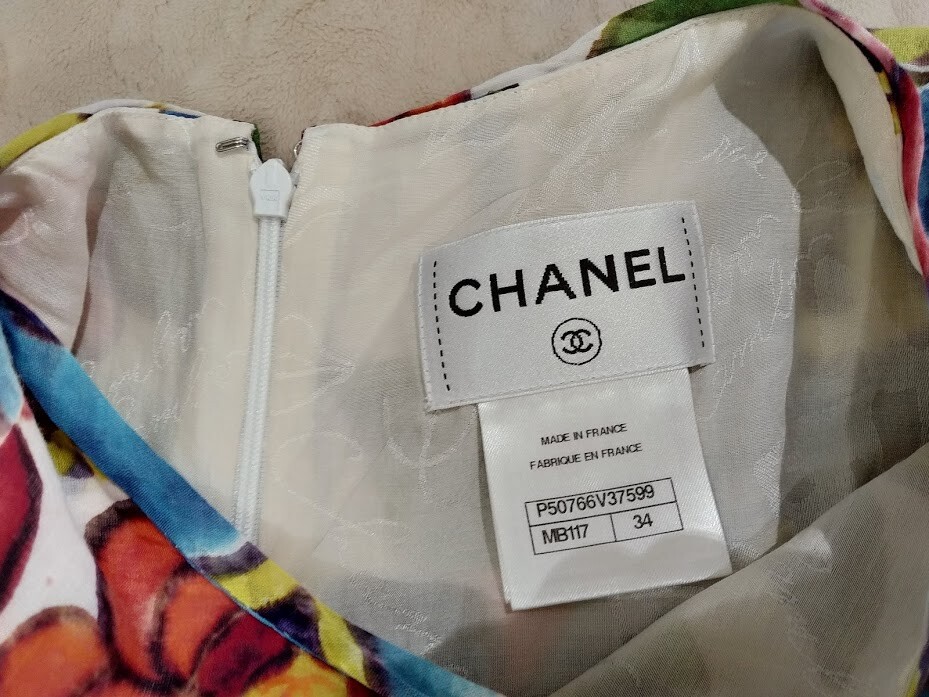 CHANEL
MADE IN FRANCE
FABRIQUE EN FRANCE
P50766V37599
MB117 34